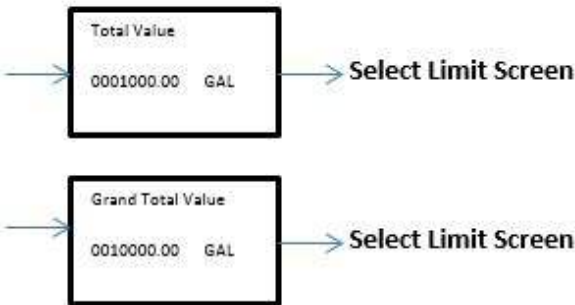 Total Value
0001000.00 GAL
Select Limit Screen
Grand Total Value
0010000.00 GAL
Select Limit Screen